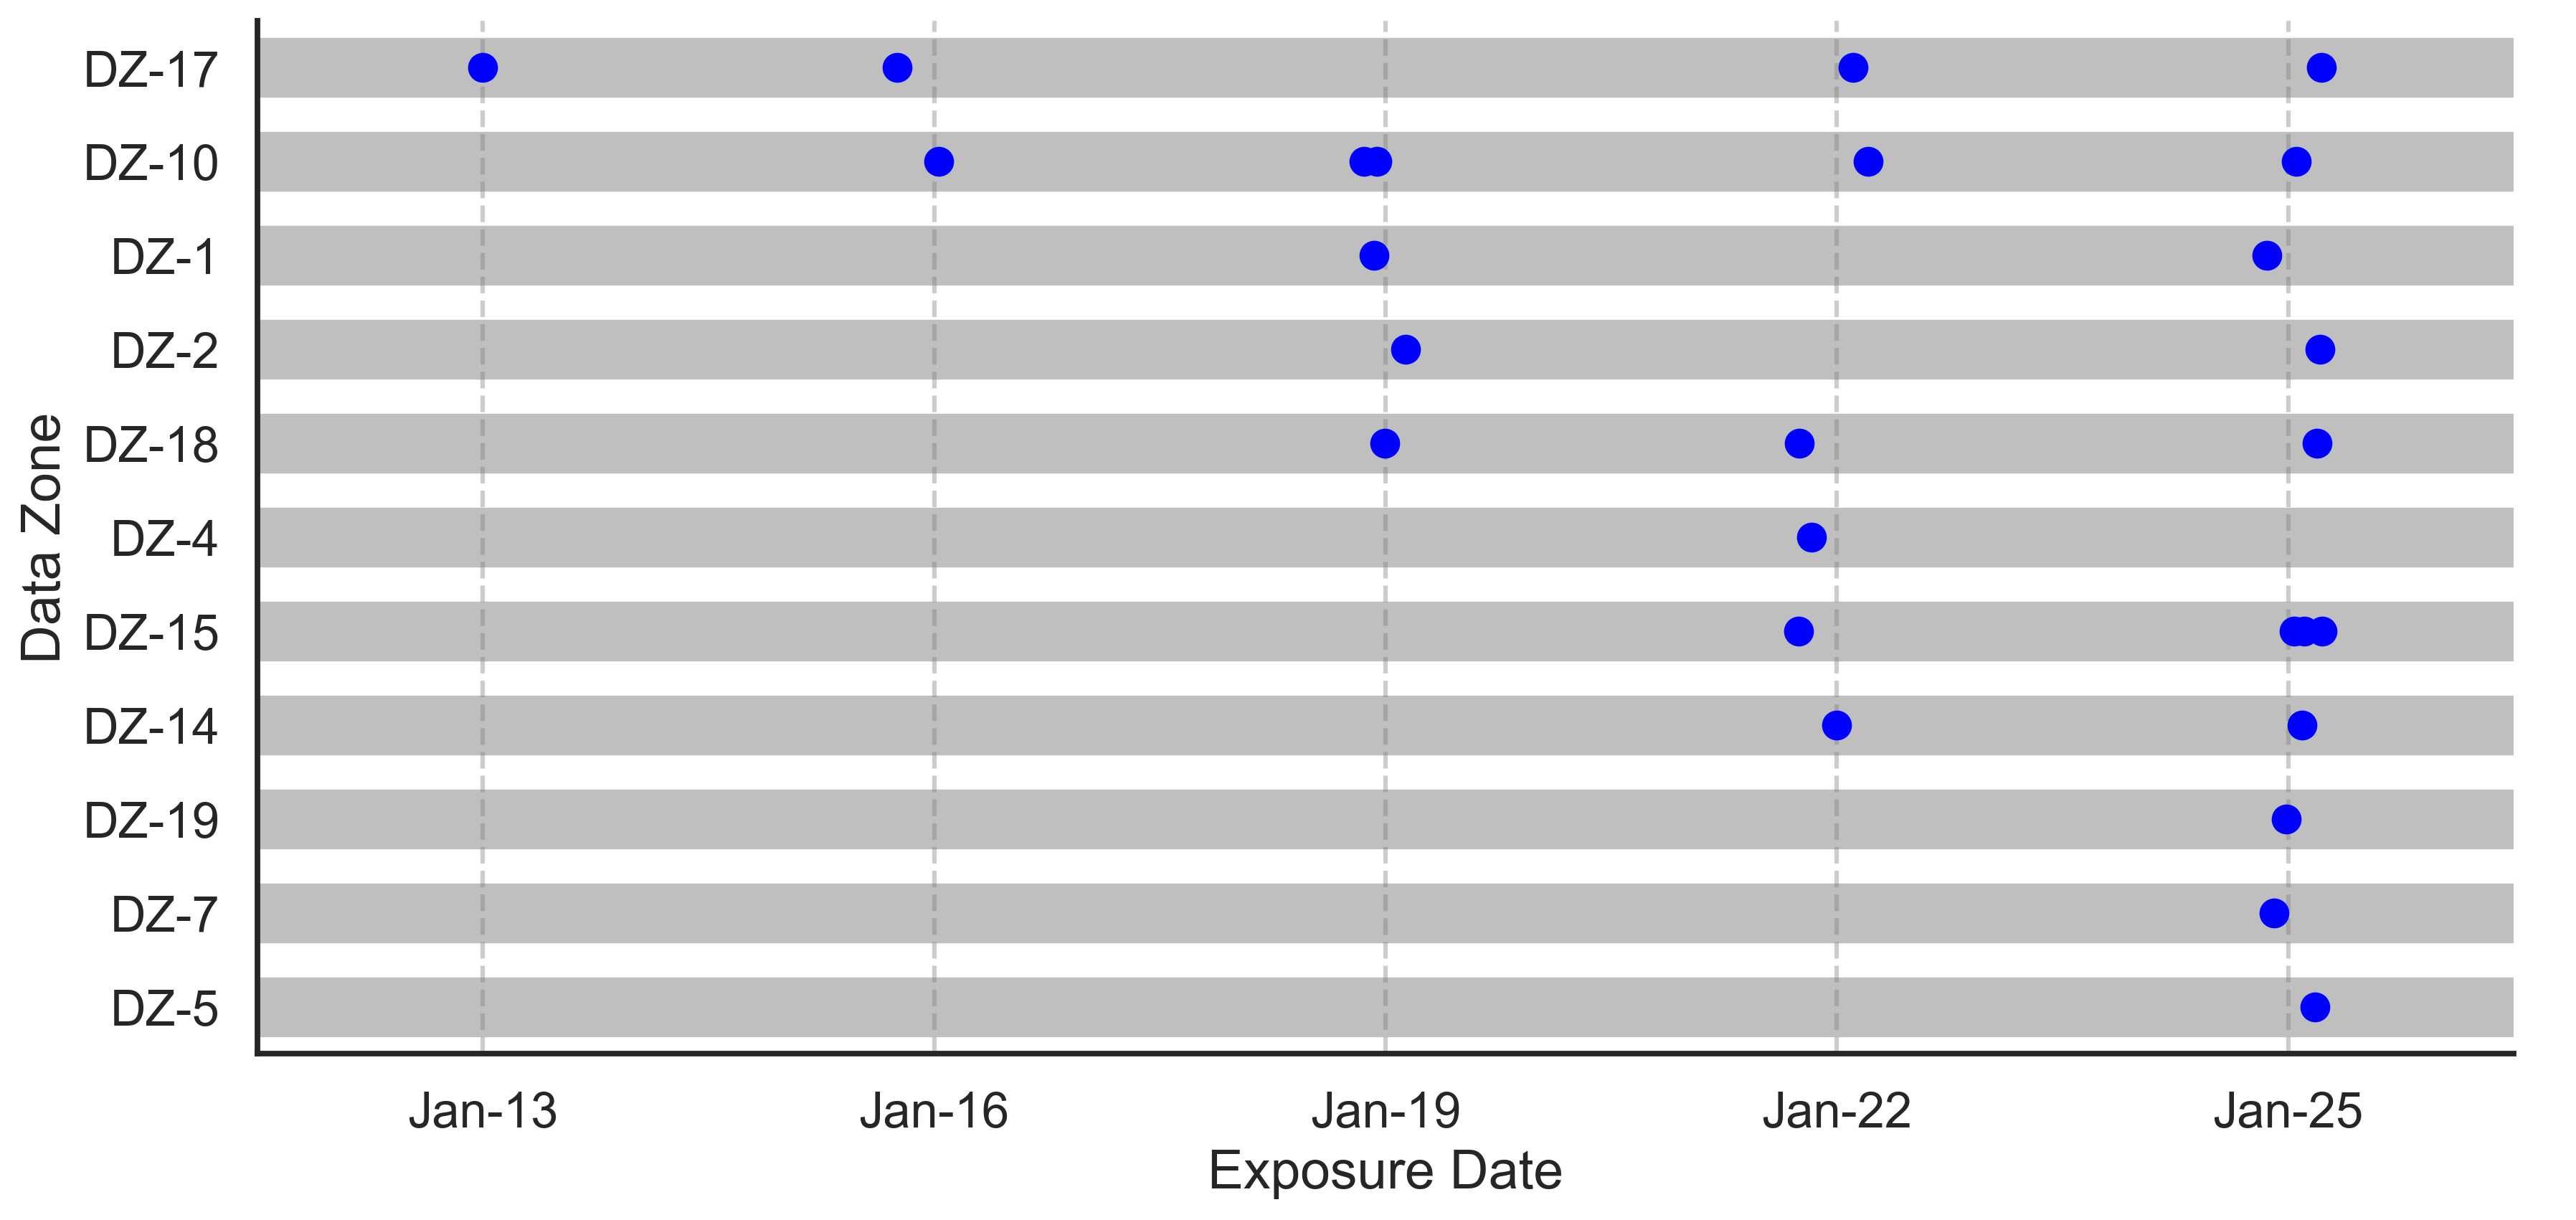 DZ-17
DZ-10
DZ-1
DZ-2
DZ-18
DZ-4
DZ-15
DZ-14
DZ-19
DZ-7
DZ-5
Data Zone
Jan-13 Jan-16 Jan-19 Jan-22 Jan-25
Exposure Date